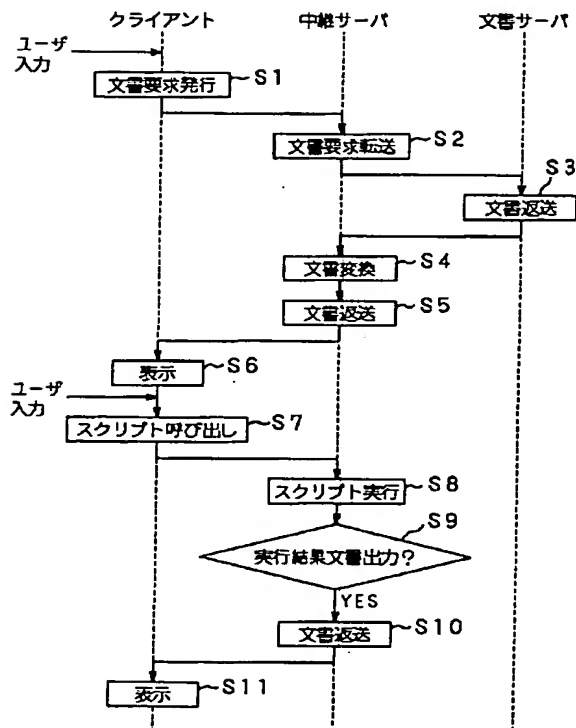 クライアント 中継サーバ 文書サーバ
ユーザ
入力
文書要求発行 S1
文書要求転送 S2
S3
文書返送
文書変換 S4
文書返送 S5
表示 S6
ユーザ
入力
スクリプト呼び出し S7
スクリプト実行 S8
S9
実行結果文書出力？
YES
文書返送 S10
表示 S11